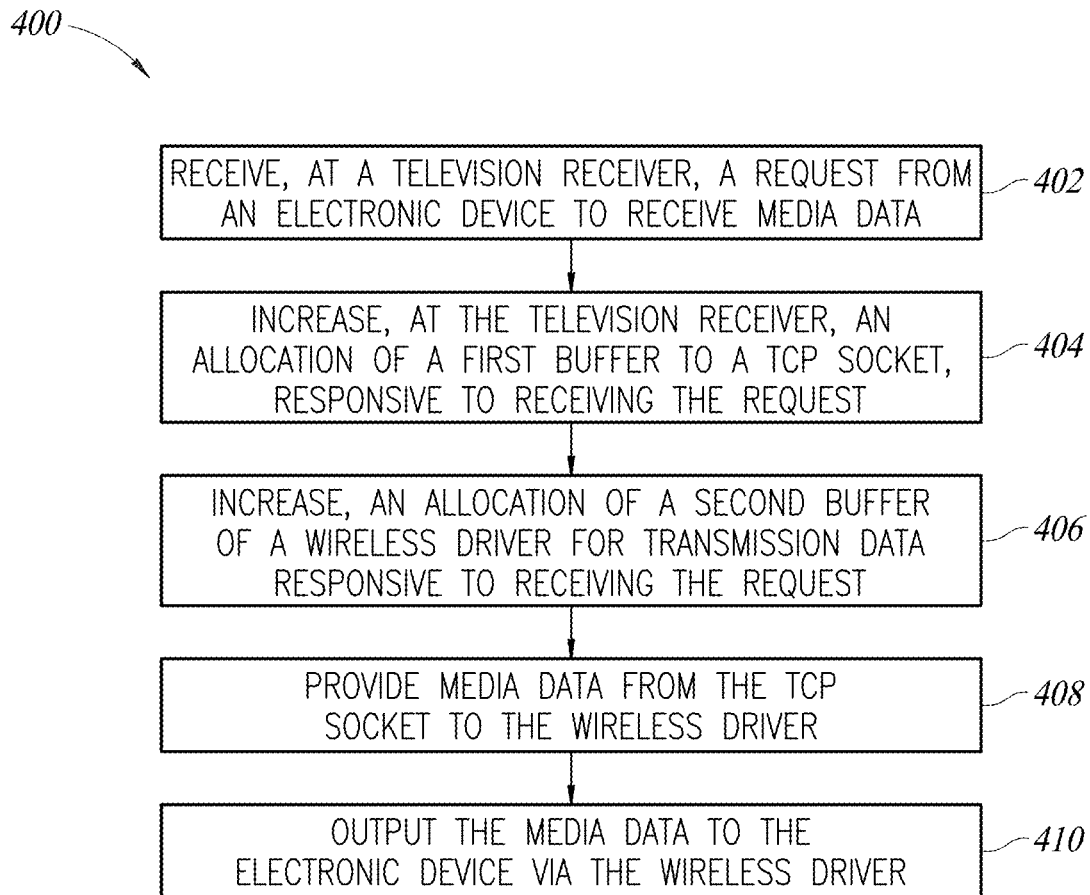 400
RECEIVE, AT A TELEVISION RECEIVER, A REQUEST FROM
AN ELECTRONIC DEVICE TO RECEIVE MEDIA DATA
402
INCREASE, AT THE TELEVISION RECEIVER, AN
ALLOCATION OF A FIRST BUFFER TO A TCP SOCKET,
RESPONSIVE TO RECEIVING THE REQUEST
404
INCREASE, AN ALLOCATION OF A SECOND BUFFER
OF A WIRELESS DRIVER FOR TRANSMISSION DATA
RESPONSIVE TO RECEIVING THE REQUEST
406
PROVIDE MEDIA DATA FROM THE TCP
SOCKET TO THE WIRELESS DRIVER
408
OUTPUT THE MEDIA DATA TO THE
ELECTRONIC DEVICE VIA THE WIRELESS DRIVER
410